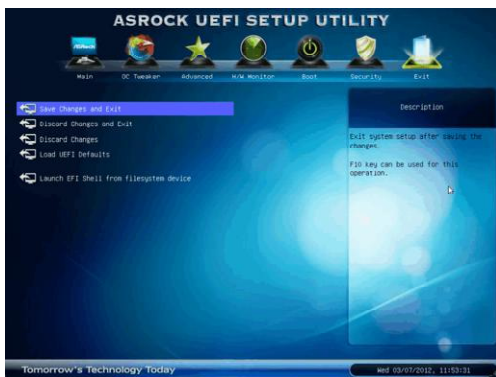 ASROCK UEFI SETUP UTILITY
ASRock
Main
OC Tweaker
Advanced
H/W Monitor
Boot
Security
Exit
Save Changes and Exit
Discard Changes and Exit
Discard Changes
Load UEFI Defaults
Launch EFI Shell from filesystem device
Description
Exit system setup after saving the
changes.
F10 key can be used for this
operation.
Tomorrow's Technology Today
Wed 03/07/2012, 11:53:31